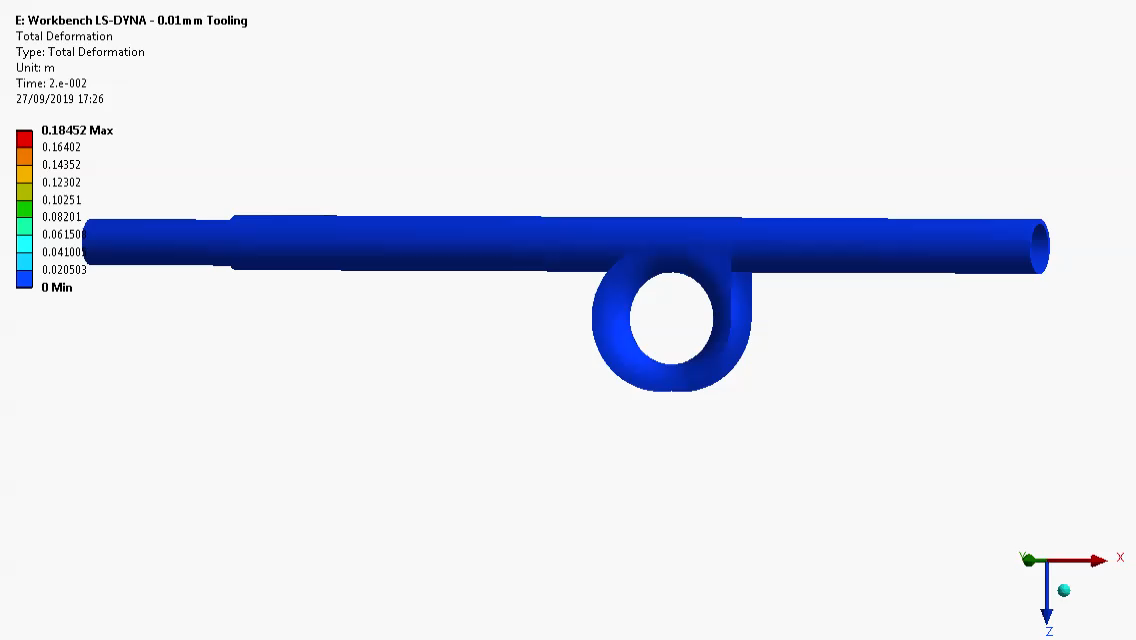 E: Workbench LS-DYNA - 0.01mm Tooling
Total Deformation
Type: Total Deformation
Unit: m
Time: 2.e-002
27/09/2019 17:26
0.18452 Max
0.16402
0.14352
0.12302
0.10251
0.08201
0.06150
0.04100
0.020503
0 Min
Y
X
Z